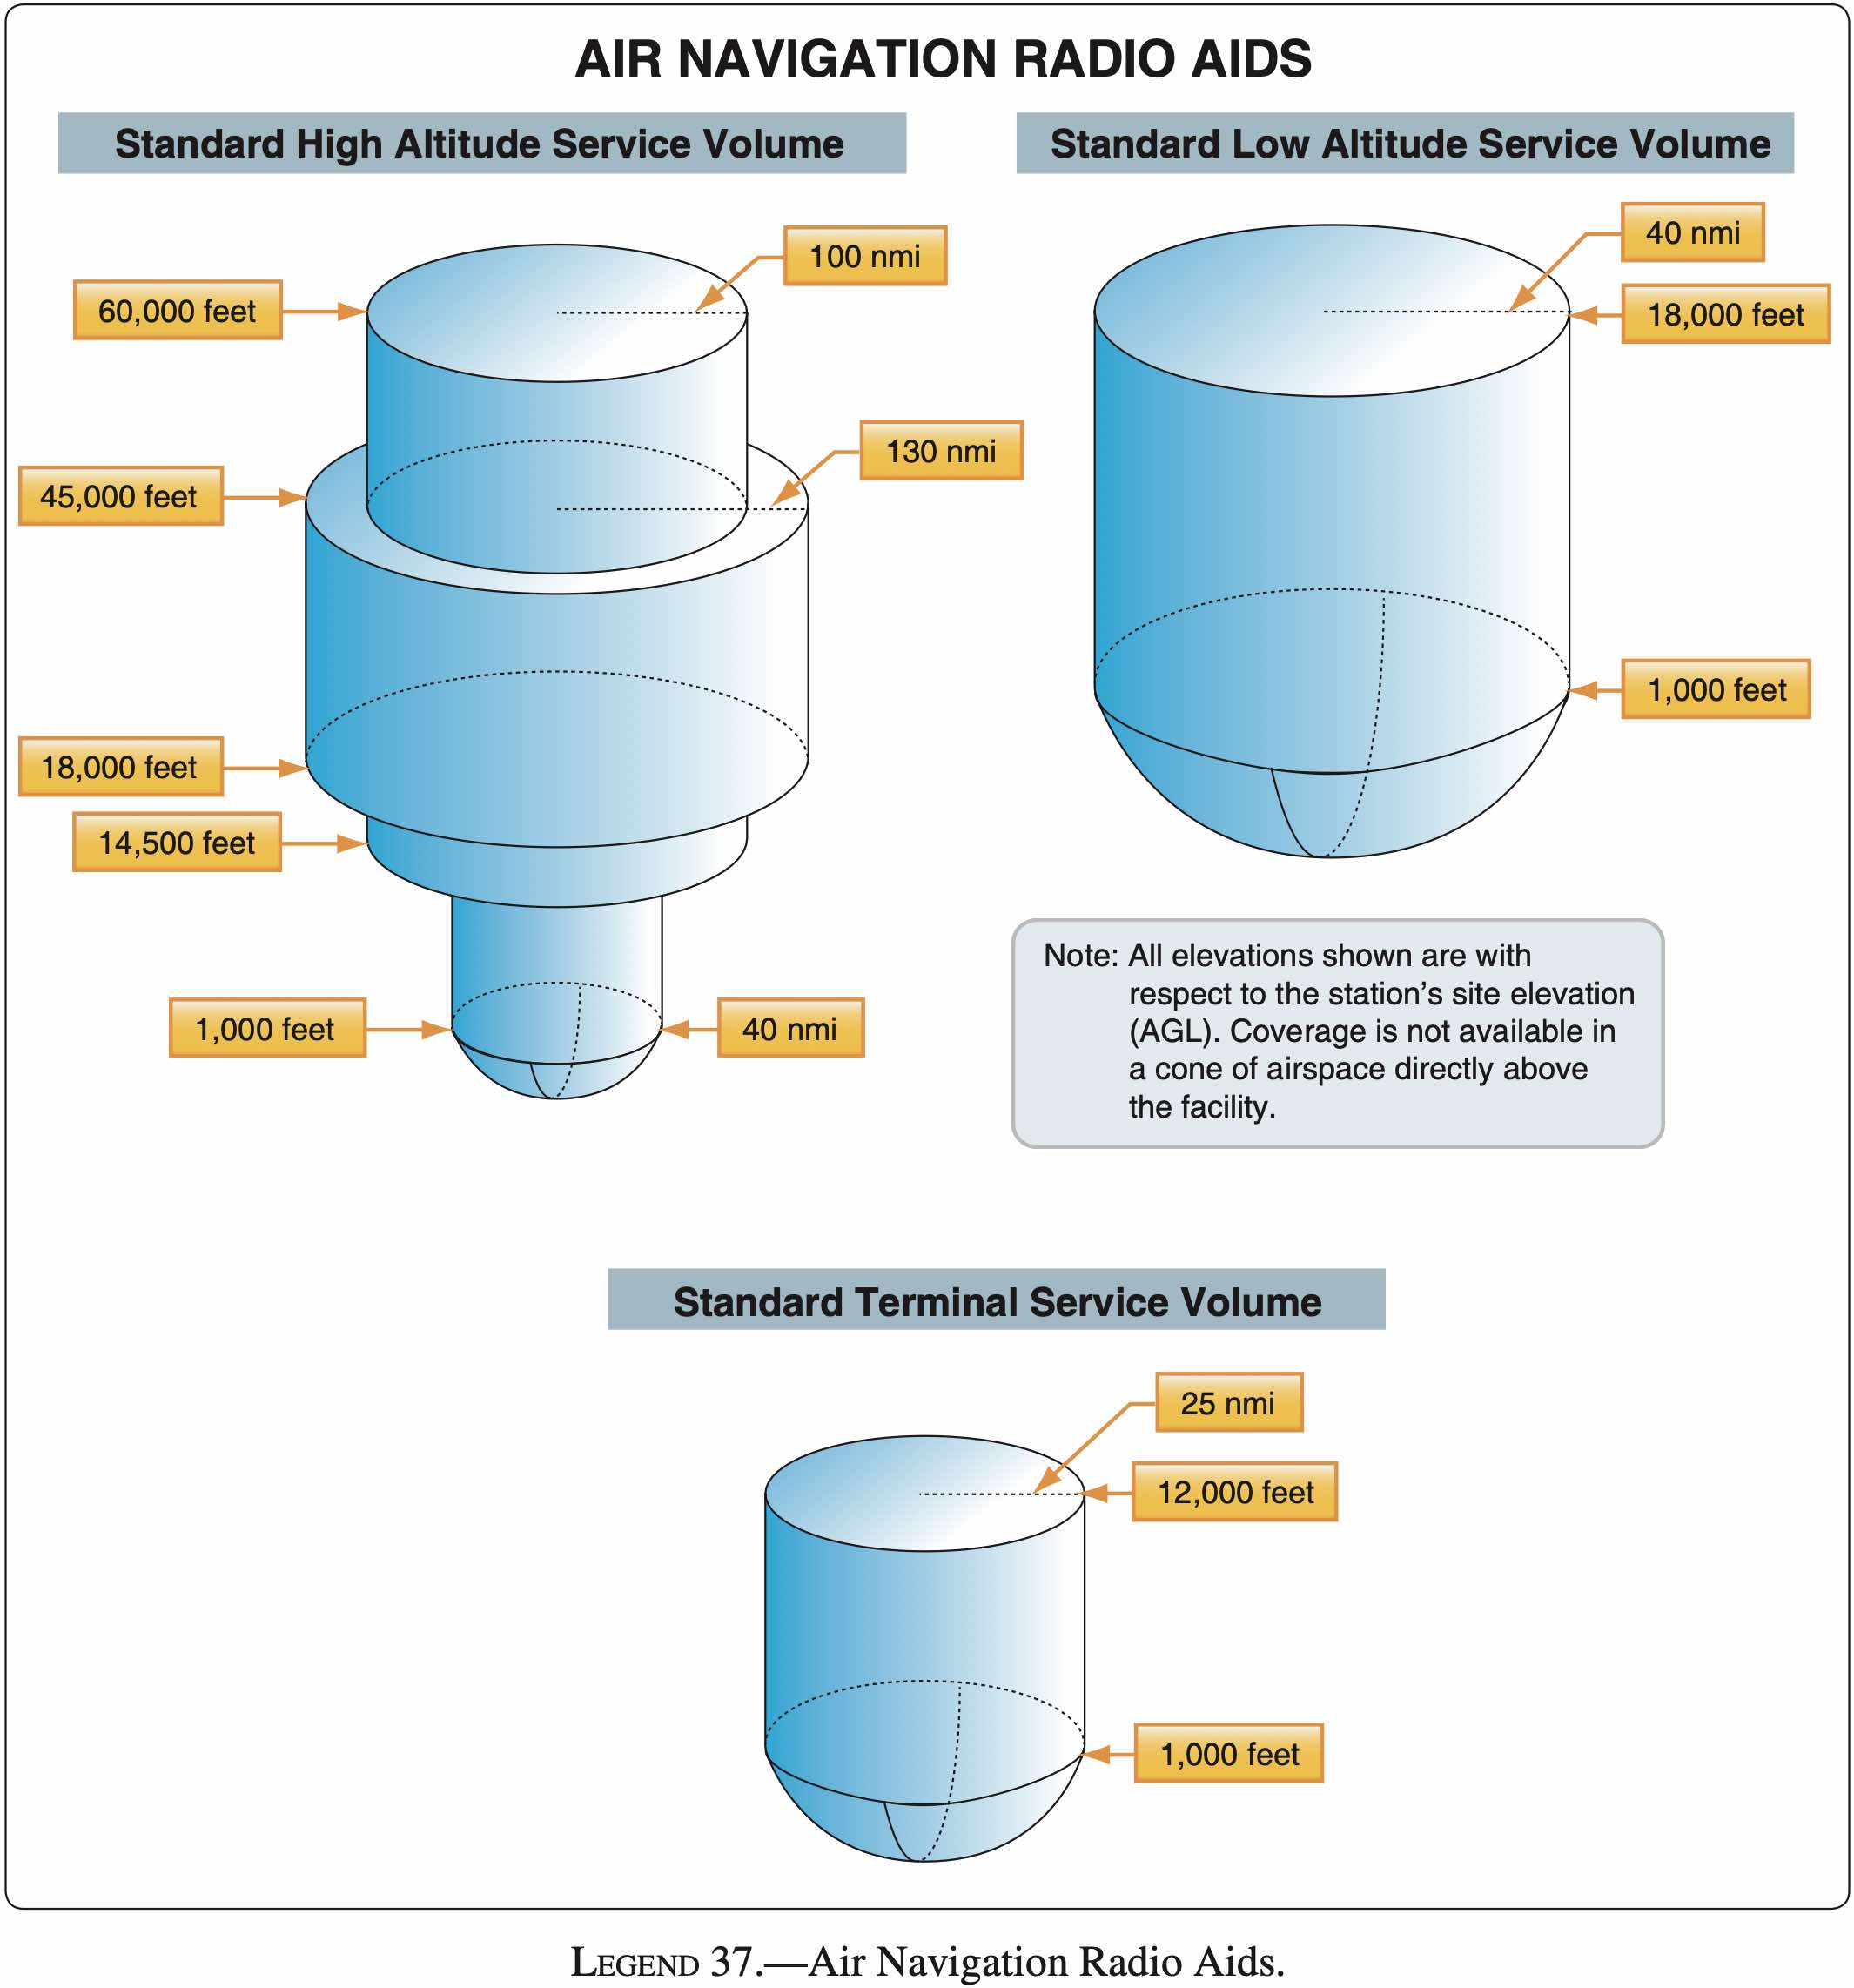 AIR NAVIGATION RADIO AIDS
Standard High Altitude Service Volume
100 nmi
60,000 feet
130 nmi
45,000 feet
18,000 feet
14,500 feet
1,000 feet
40 nmi
Standard Low Altitude Service Volume
40 nmi
18,000 feet
1,000 feet
Note: All elevations shown are with
respect to the station's site elevation
(AGL). Coverage is not available in
a cone of airspace directly above
the facility.
Standard Terminal Service Volume
25 nmi
12,000 feet
1,000 feet
LEGEND 37.—Air Navigation Radio Aids.